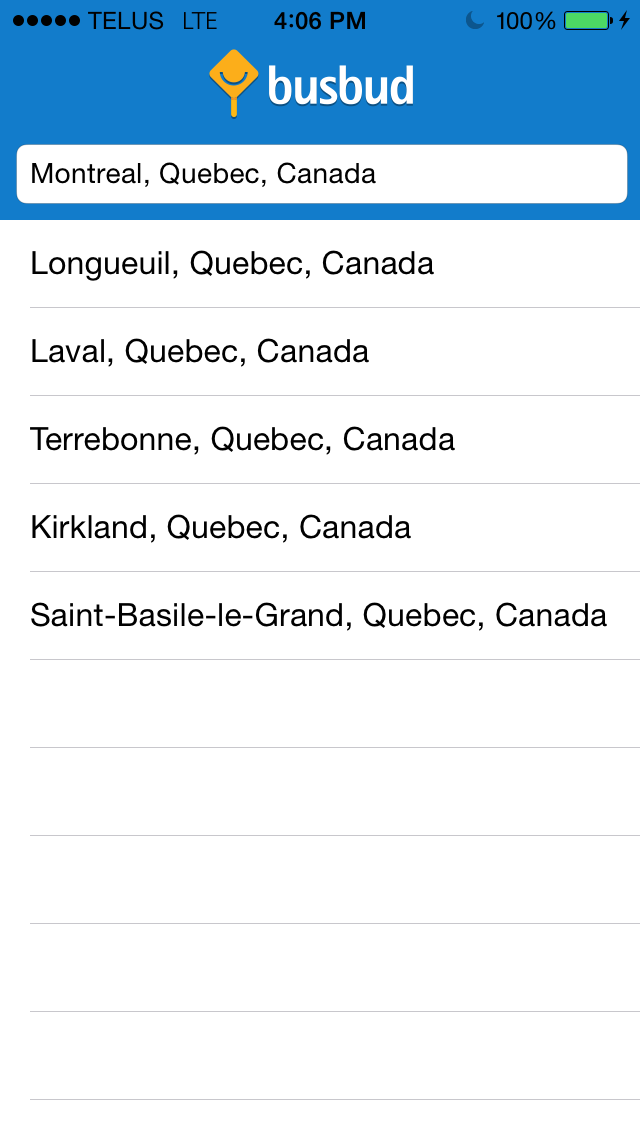 TELUS LTE 4:06 PM 100%
busbud
Montreal, Quebec, Canada
Longueuil, Quebec, Canada
Laval, Quebec, Canada
Terrebonne, Quebec, Canada
Kirkland, Quebec, Canada
Saint-Basile-le-Grand, Quebec, Canada